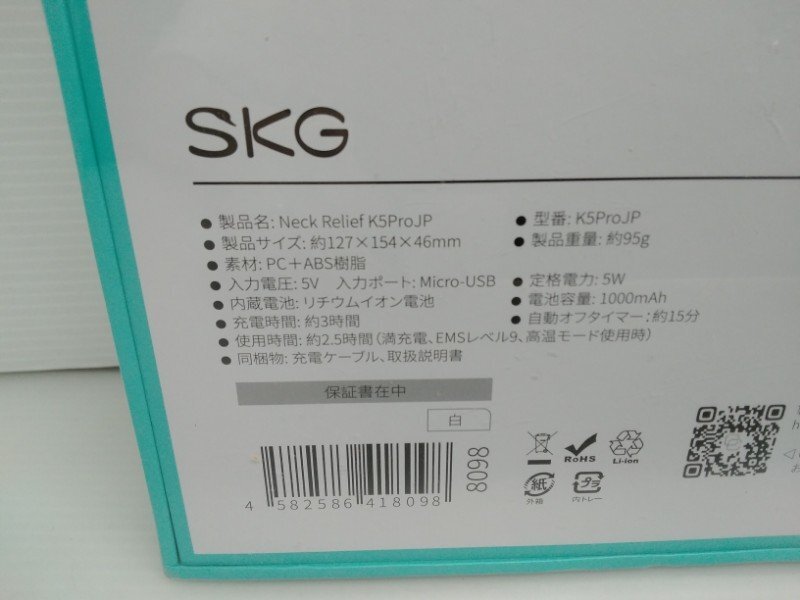 SKG
● 製品名: Neck Relief K5ProJP
● 型番: K5ProJP
● 製品サイズ: 約127×154×46mm
● 製品重量: 約95g
● 素材: PC+ABS樹脂
● 入力電圧: 5V 入力ポート: Micro-USB
● 定格電力: 5W
● 内蔵電池: リチウムイオン電池
● 電池容量: 1000mAh
● 充電時間: 約3時間
● 自動オフタイマー: 約15分
● 使用時間: 約2.5時間(満充電、EMSレベル9、高温モード使用時)
● 同梱物: 充電ケーブル、取扱説明書
保証書在中
白
4 582586 418098
8098
RoHS
Li-ion
紙
外箱
プラ
内トレー